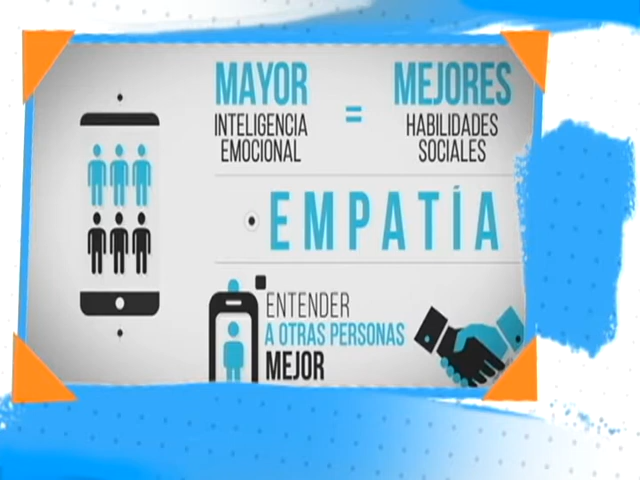 MAYOR
INTELIGENCIA
EMOCIONAL
=
MEJORES
HABILIDADES
SOCIALES
EMPATÍA
ENTENDER
A OTRAS PERSONAS
MEJOR